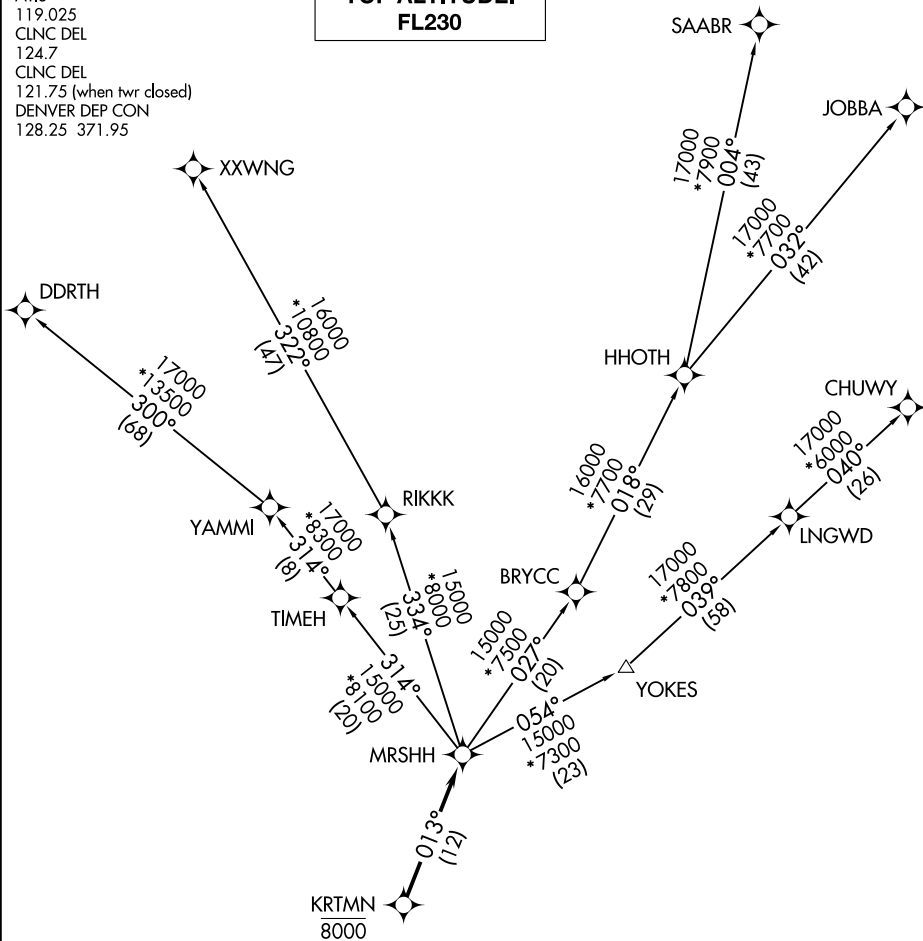 119.025
CLNC DEL
124.7
CLNC DEL
121.75 (when twr closed)
DENVER DEP CON
128.25 371.95
TOP ALTITUDE:
FL230
SAABR
JOBBA
17000
*7900
004°
(43)
17000
*7700
032°
(42)
XXWNG
DDRTH
16000
*10800
322°
(47)
17000
*13500
300°
(68)
HHOTH
CHUWY
17000
*6000
040°
(26)
16000
*7700
018°
(29)
RIKKK
YAMMI
LNGWD
17000
*8300
314°
(8)
BRYCC
17000
*7800
039°
(58)
TIMEH
15000
*8000
334°
(25)
15000
*7500
027°
(20)
YOKES
314°
15000
*8100
(20)
054°
15000
*7300
(23)
MRSHH
013°
(12)
KRTMN
8000